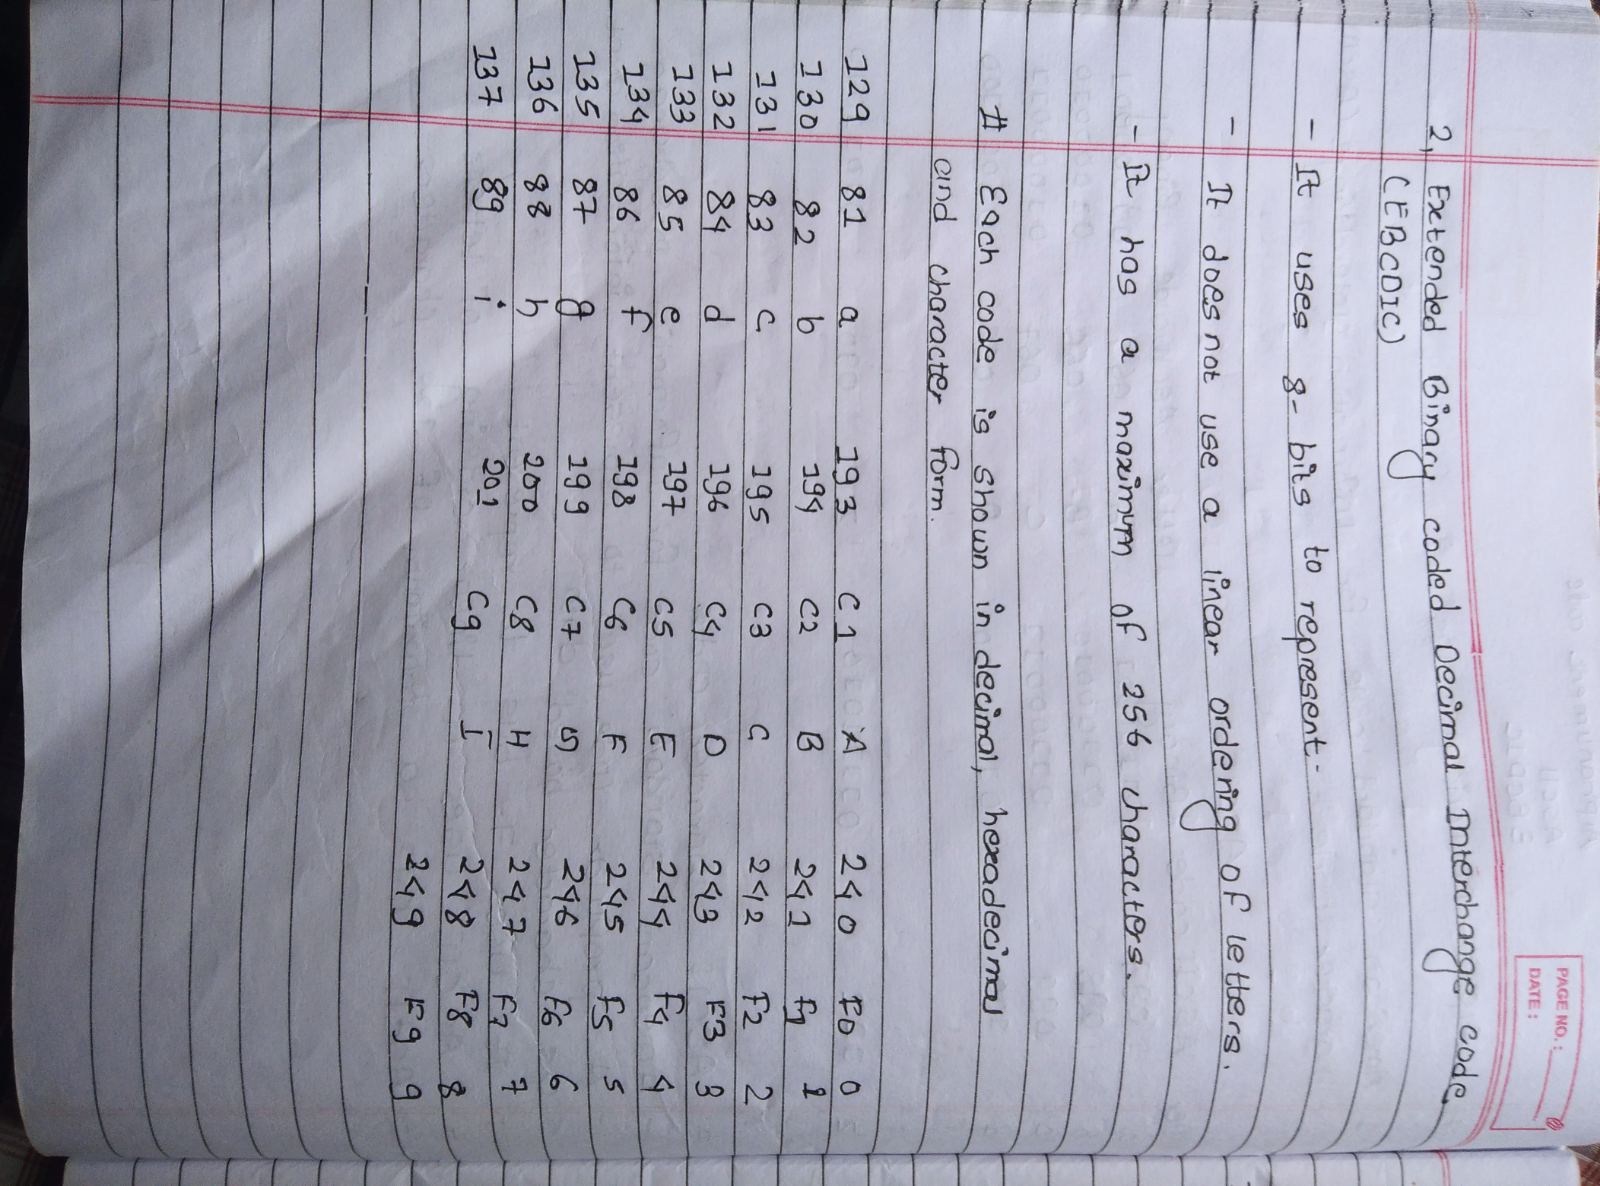 PAGE NO.:
DATE:
2, Extended Binary coded Decimal Interchange code.
(EBCDIC)
- It uses 8-bits to represent.
- It does not use a linear ordering of letters.
- It has a maximum of 256 characters.
# Each code is shown in decimal, hexadecimal
and character form.
129 81 a 193 C1 A 240 F0 0
130 82 b 194 C2 B 241 F1 1
131 83 c 195 C3 C 242 F2 2
132 84 d 196 C4 D 243 F3 3
133 85 e 197 C5 E 244 F4 4
134 86 f 198 C6 F 245 F5 5
135 87 g 199 C7 G 246 F6 6
136 88 h 200 C8 H 247 F7 7
137 89 i 201 C9 I 248 F8 8
249 F9 9